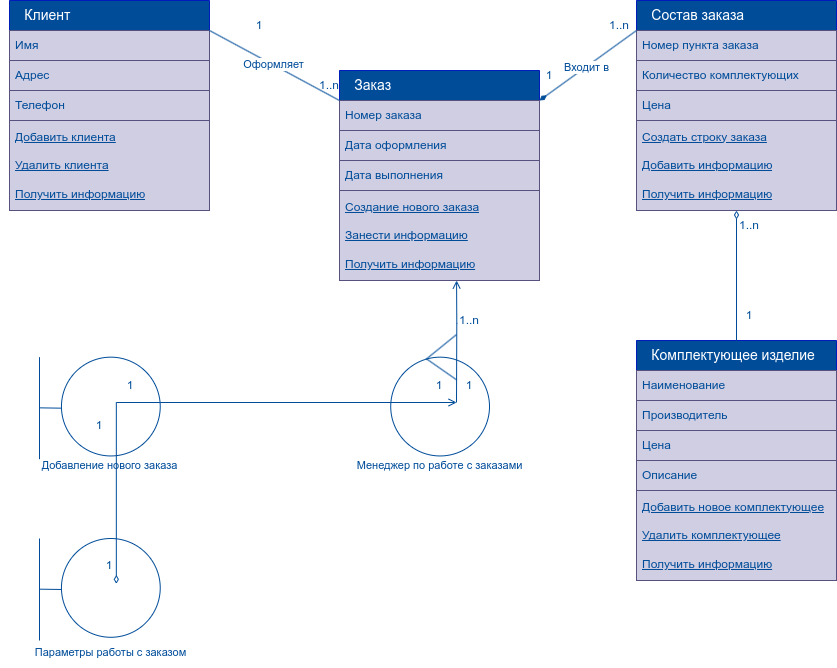 Клиент
Имя
Адрес
Телефон
Добавить клиента
Удалить клиента
Получить информацию
1
Оформляет
1..n
Заказ
Номер заказа
Дата оформления
Дата выполнения
Создание нового заказа
Занести информацию
Получить информацию
1..n
Входит в
1
Состав заказа
Номер пункта заказа
Количество комплектующих
Цена
Создать строку заказа
Добавить информацию
Получить информацию
1..n
1
Комплектующее изделие
Наименование
Производитель
Цена
Описание
Добавить новое комплектующее
Удалить комплектующее
Получить информацию
1..n
1
1
1
1
Добавление нового заказа
Менеджер по работе с заказами
1
Параметры работы с заказом